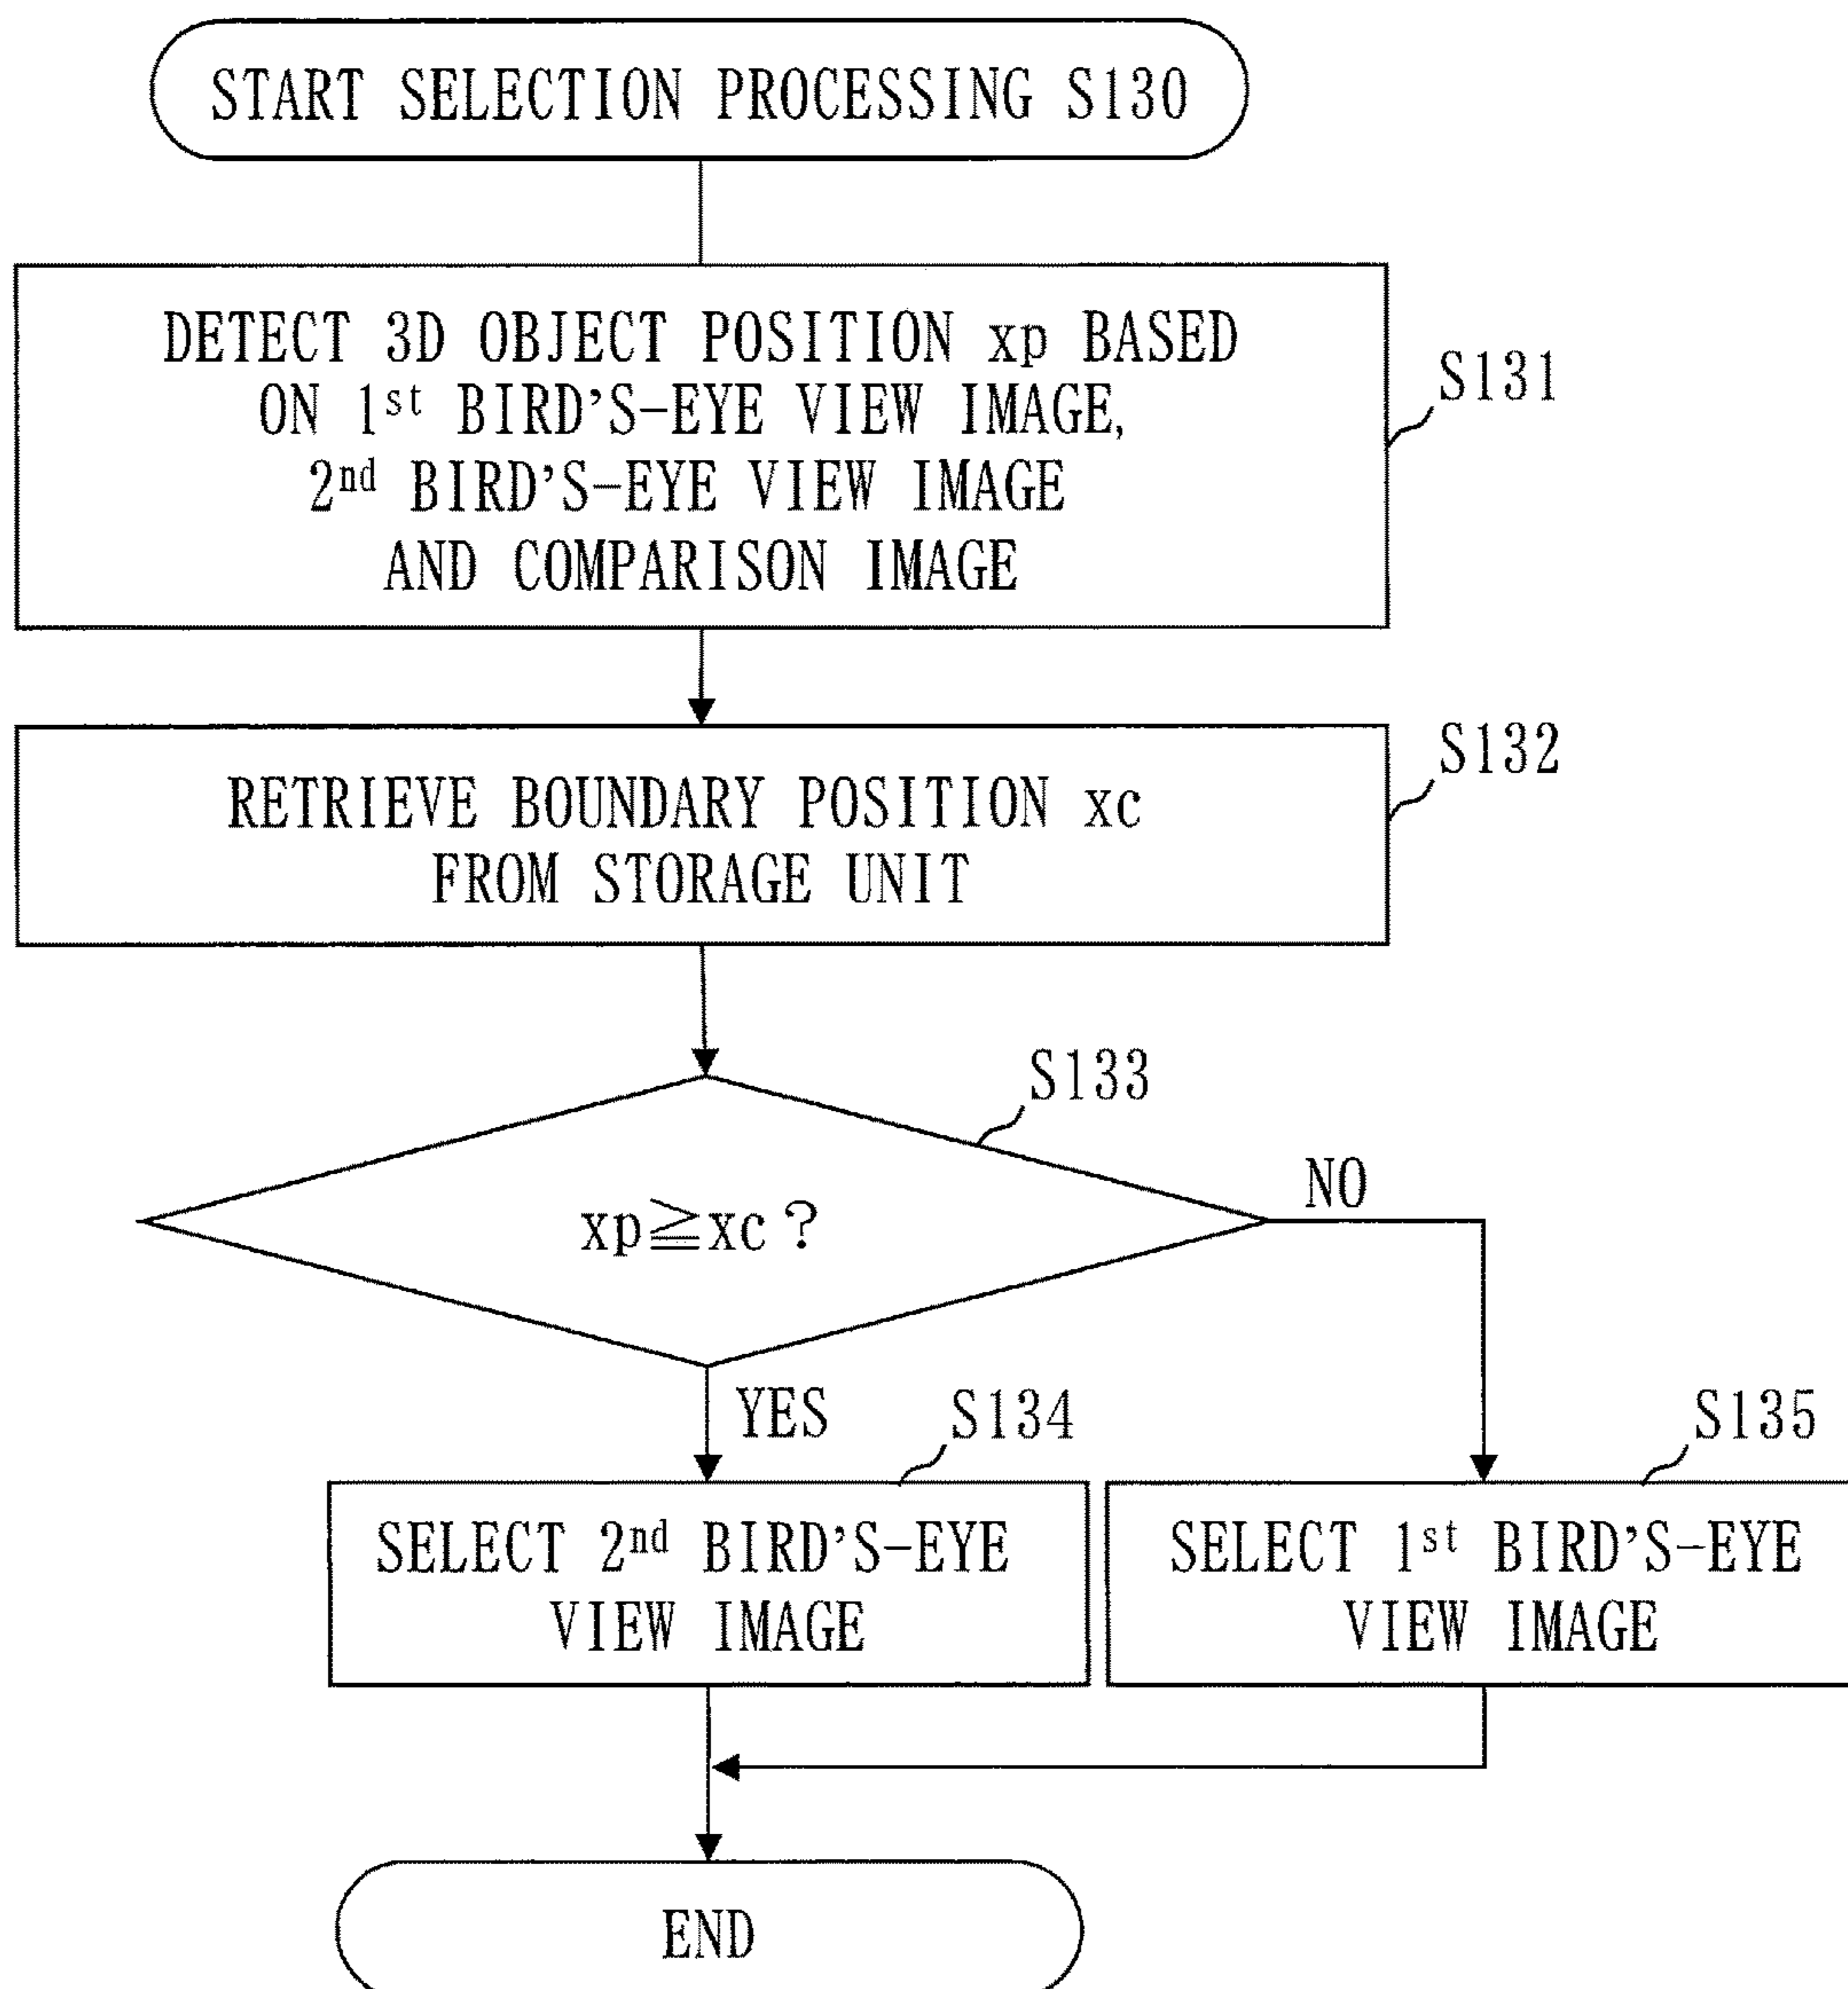 START SELECTION PROCESSING S130
DETECT 3D OBJECT POSITION xp BASED
ON 1st BIRD'S-EYE VIEW IMAGE,
2nd BIRD'S-EYE VIEW IMAGE
AND COMPARISON IMAGE
S131
RETRIEVE BOUNDARY POSITION xc
FROM STORAGE UNIT
S132
S133
xp≧xc?
NO
YES
S134
SELECT 2nd BIRD'S-EYE
VIEW IMAGE
S135
SELECT 1st BIRD'S-EYE
VIEW IMAGE
END